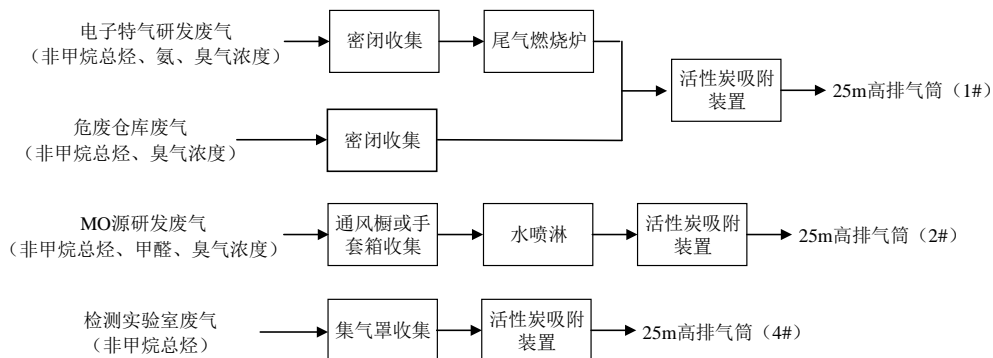 电子特气研发废气
（非甲烷总烃、氨、臭气浓度）
密闭收集
尾气燃烧炉
活性炭吸附
装置
25m高排气筒（1#）
危废仓库废气
（非甲烷总烃、臭气浓度）
密闭收集
MO源研发废气
（非甲烷总烃、甲醛、臭气浓度）
通风橱或手
套箱收集
水喷淋
活性炭吸附
装置
25m高排气筒（2#）
检测实验室废气
（非甲烷总烃）
集气罩收集
活性炭吸附
装置
25m高排气筒（4#）